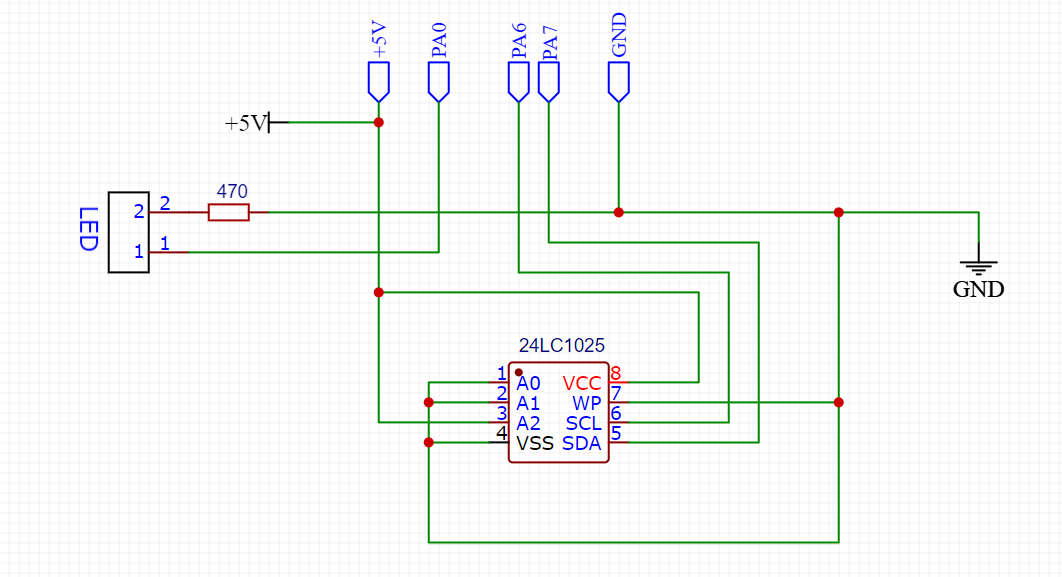 +5V
PA0
PA6
PA7
GND
+5V
470
LED
2
2
1
1
GND
24LC1025
1 A0 VCC 8
2 A1 WP 7
3 A2 SCL 6
4 VSS SDA 5